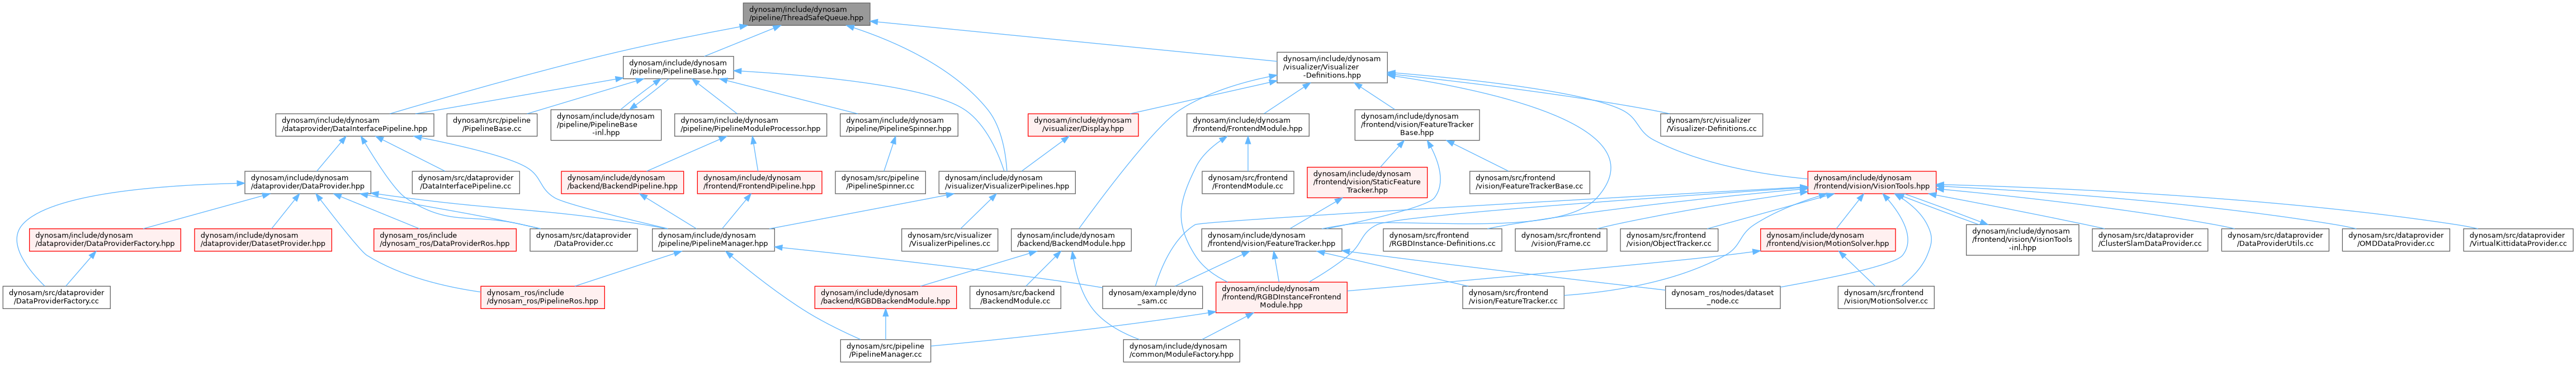 dynosam/include/dynosam
/pipeline/ThreadSafeQueue.hpp
dynosam/include/dynosam
/pipeline/PipelineBase.hpp
dynosam/include/dynosam
/visualizer/Visualizer
-Definitions.hpp
dynosam/include/dynosam
/dataprovider/DataInterfacePipeline.hpp
dynosam/src/pipeline
/PipelineBase.cc
dynosam/include/dynosam
/pipeline/PipelineBase
-inl.hpp
dynosam/include/dynosam
/pipeline/PipelineModuleProcessor.hpp
dynosam/include/dynosam
/pipeline/PipelineSpinner.hpp
dynosam/include/dynosam
/visualizer/Display.hpp
dynosam/include/dynosam
/frontend/FrontendModule.hpp
dynosam/include/dynosam
/frontend/vision/FeatureTracker
Base.hpp
dynosam/src/visualizer
/Visualizer-Definitions.cc
dynosam/include/dynosam
/dataprovider/DataProvider.hpp
dynosam/src/dataprovider
/DataInterfacePipeline.cc
dynosam/include/dynosam
/backend/BackendPipeline.hpp
dynosam/include/dynosam
/frontend/FrontendPipeline.hpp
dynosam/src/pipeline
/PipelineSpinner.cc
dynosam/include/dynosam
/visualizer/VisualizerPipelines.hpp
dynosam/src/frontend
/FrontendModule.cc
dynosam/include/dynosam
/frontend/vision/StaticFeature
Tracker.hpp
dynosam/src/frontend
/vision/FeatureTrackerBase.cc
dynosam/include/dynosam
/frontend/vision/VisionTools.hpp
dynosam/include/dynosam
/dataprovider/DataProviderFactory.hpp
dynosam/include/dynosam
/dataprovider/DatasetProvider.hpp
dynosam_ros/include
/dynosam_ros/DataProviderRos.hpp
dynosam/src/dataprovider
/DataProvider.cc
dynosam/include/dynosam
/pipeline/PipelineManager.hpp
dynosam/src/visualizer
/VisualizerPipelines.cc
dynosam/include/dynosam
/backend/BackendModule.hpp
dynosam/include/dynosam
/frontend/vision/FeatureTracker.hpp
dynosam/src/frontend
/RGBDInstance-Definitions.cc
dynosam/src/frontend
/vision/Frame.cc
dynosam/src/frontend
/vision/ObjectTracker.cc
dynosam/include/dynosam
/frontend/vision/MotionSolver.hpp
dynosam/include/dynosam
/frontend/vision/VisionTools
-inl.hpp
dynosam/src/dataprovider
/ClusterSlamDataProvider.cc
dynosam/src/dataprovider
/DataProviderUtils.cc
dynosam/src/dataprovider
/OMDDataProvider.cc
dynosam/src/dataprovider
/VirtualKittidataProvider.cc
dynosam/src/dataprovider
/DataProviderFactory.cc
dynosam_ros/include
/dynosam_ros/PipelineRos.hpp
dynosam/include/dynosam
/backend/RGBDBackendModule.hpp
dynosam/src/backend
/BackendModule.cc
dynosam/example/dyno
_sam.cc
dynosam/include/dynosam
/frontend/RGBDInstanceFrontend
Module.hpp
dynosam/src/frontend
/vision/FeatureTracker.cc
dynosam_ros/nodes/dataset
_node.cc
dynosam/src/frontend
/vision/MotionSolver.cc
dynosam/src/pipeline
/PipelineManager.cc
dynosam/include/dynosam
/common/ModuleFactory.hpp